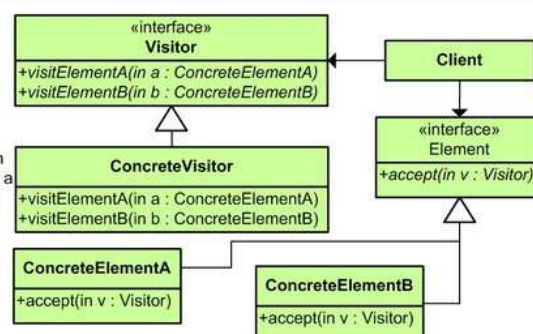 «interface»
Visitor
+visitElementA(in a : ConcreteElementA)
+visitElementB(in b : ConcreteElementB)
Client
«interface»
Element
+accept(in v : Visitor)
a
ConcreteVisitor
+visitElementA(in a : ConcreteElementA)
+visitElementB(in b : ConcreteElementB)
ConcreteElementA
+accept(in v : Visitor)
ConcreteElementB
+accept(in v : Visitor)